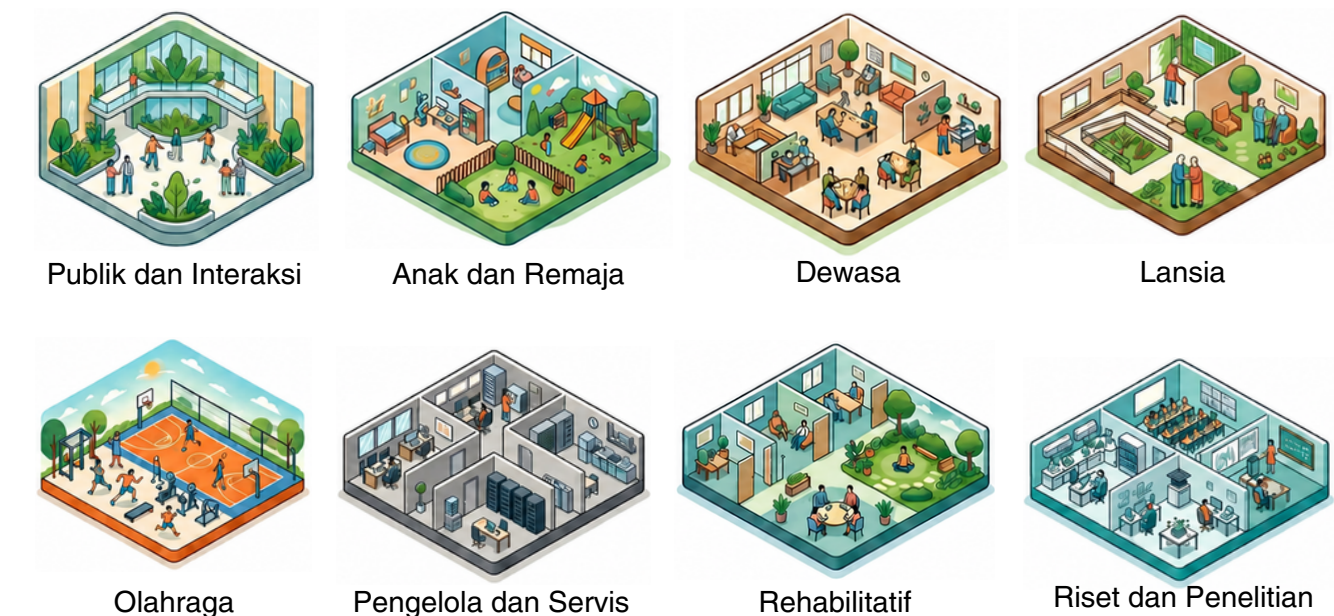 Publik dan Interaksi
Anak dan Remaja
Dewasa
Lansia
Olahraga
Pengelola dan Servis
Rehabilitatif
Riset dan Penelitian